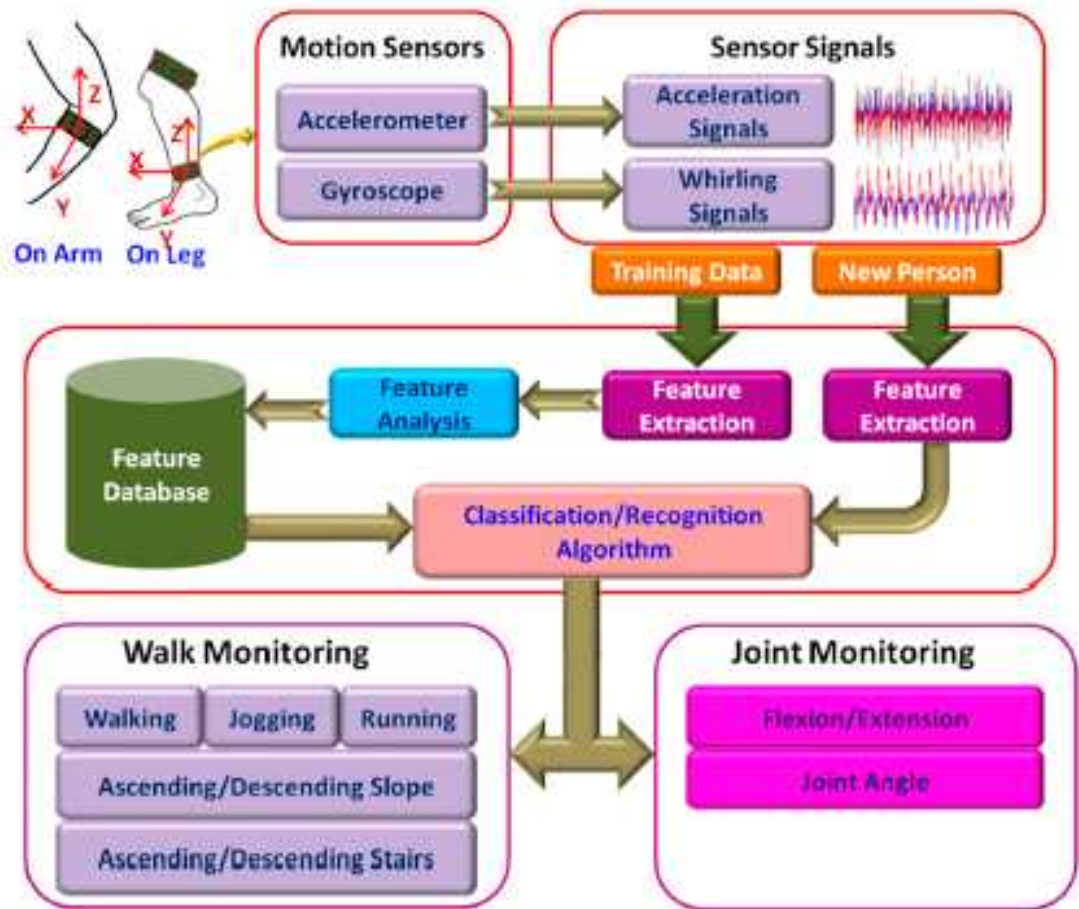 Motion Sensors
Sensor Signals
Z
X
Y
On Arm
Z
X
Y
On Leg
Accelerometer
Gyroscope
Acceleration
Signals
Whirling
Signals
Training Data
New Person
Feature
Database
Feature
Analysis
Feature
Extraction
Feature
Extraction
Classification/Recognition
Algorithm
Walk Monitoring
Walking
Jogging
Running
Ascending/Descending Slope
Ascending/Descending Stairs
Joint Monitoring
Flexion/Extension
Joint Angle